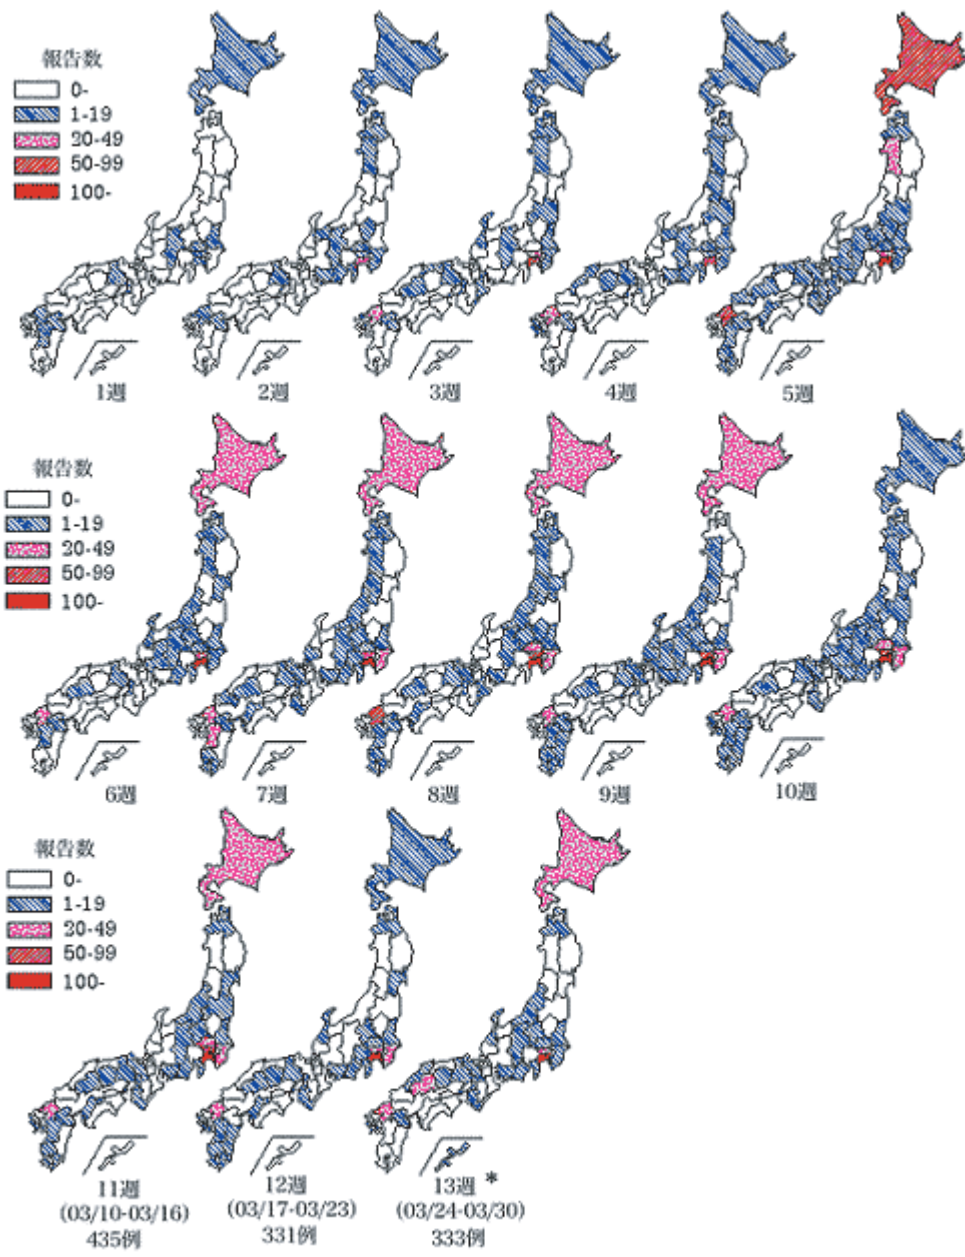 報告数
0-
1-19
20-49
50-99
100-
1週
2週
3週
4週
5週
報告数
0-
1-19
20-49
50-99
100-
6週
7週
8週
9週
10週
報告数
0-
1-19
20-49
50-99
100-
11週
(03/10-03/16)
435例
12週
(03/17-03/23)
331例
13週 *
(03/24-03/30)
333例